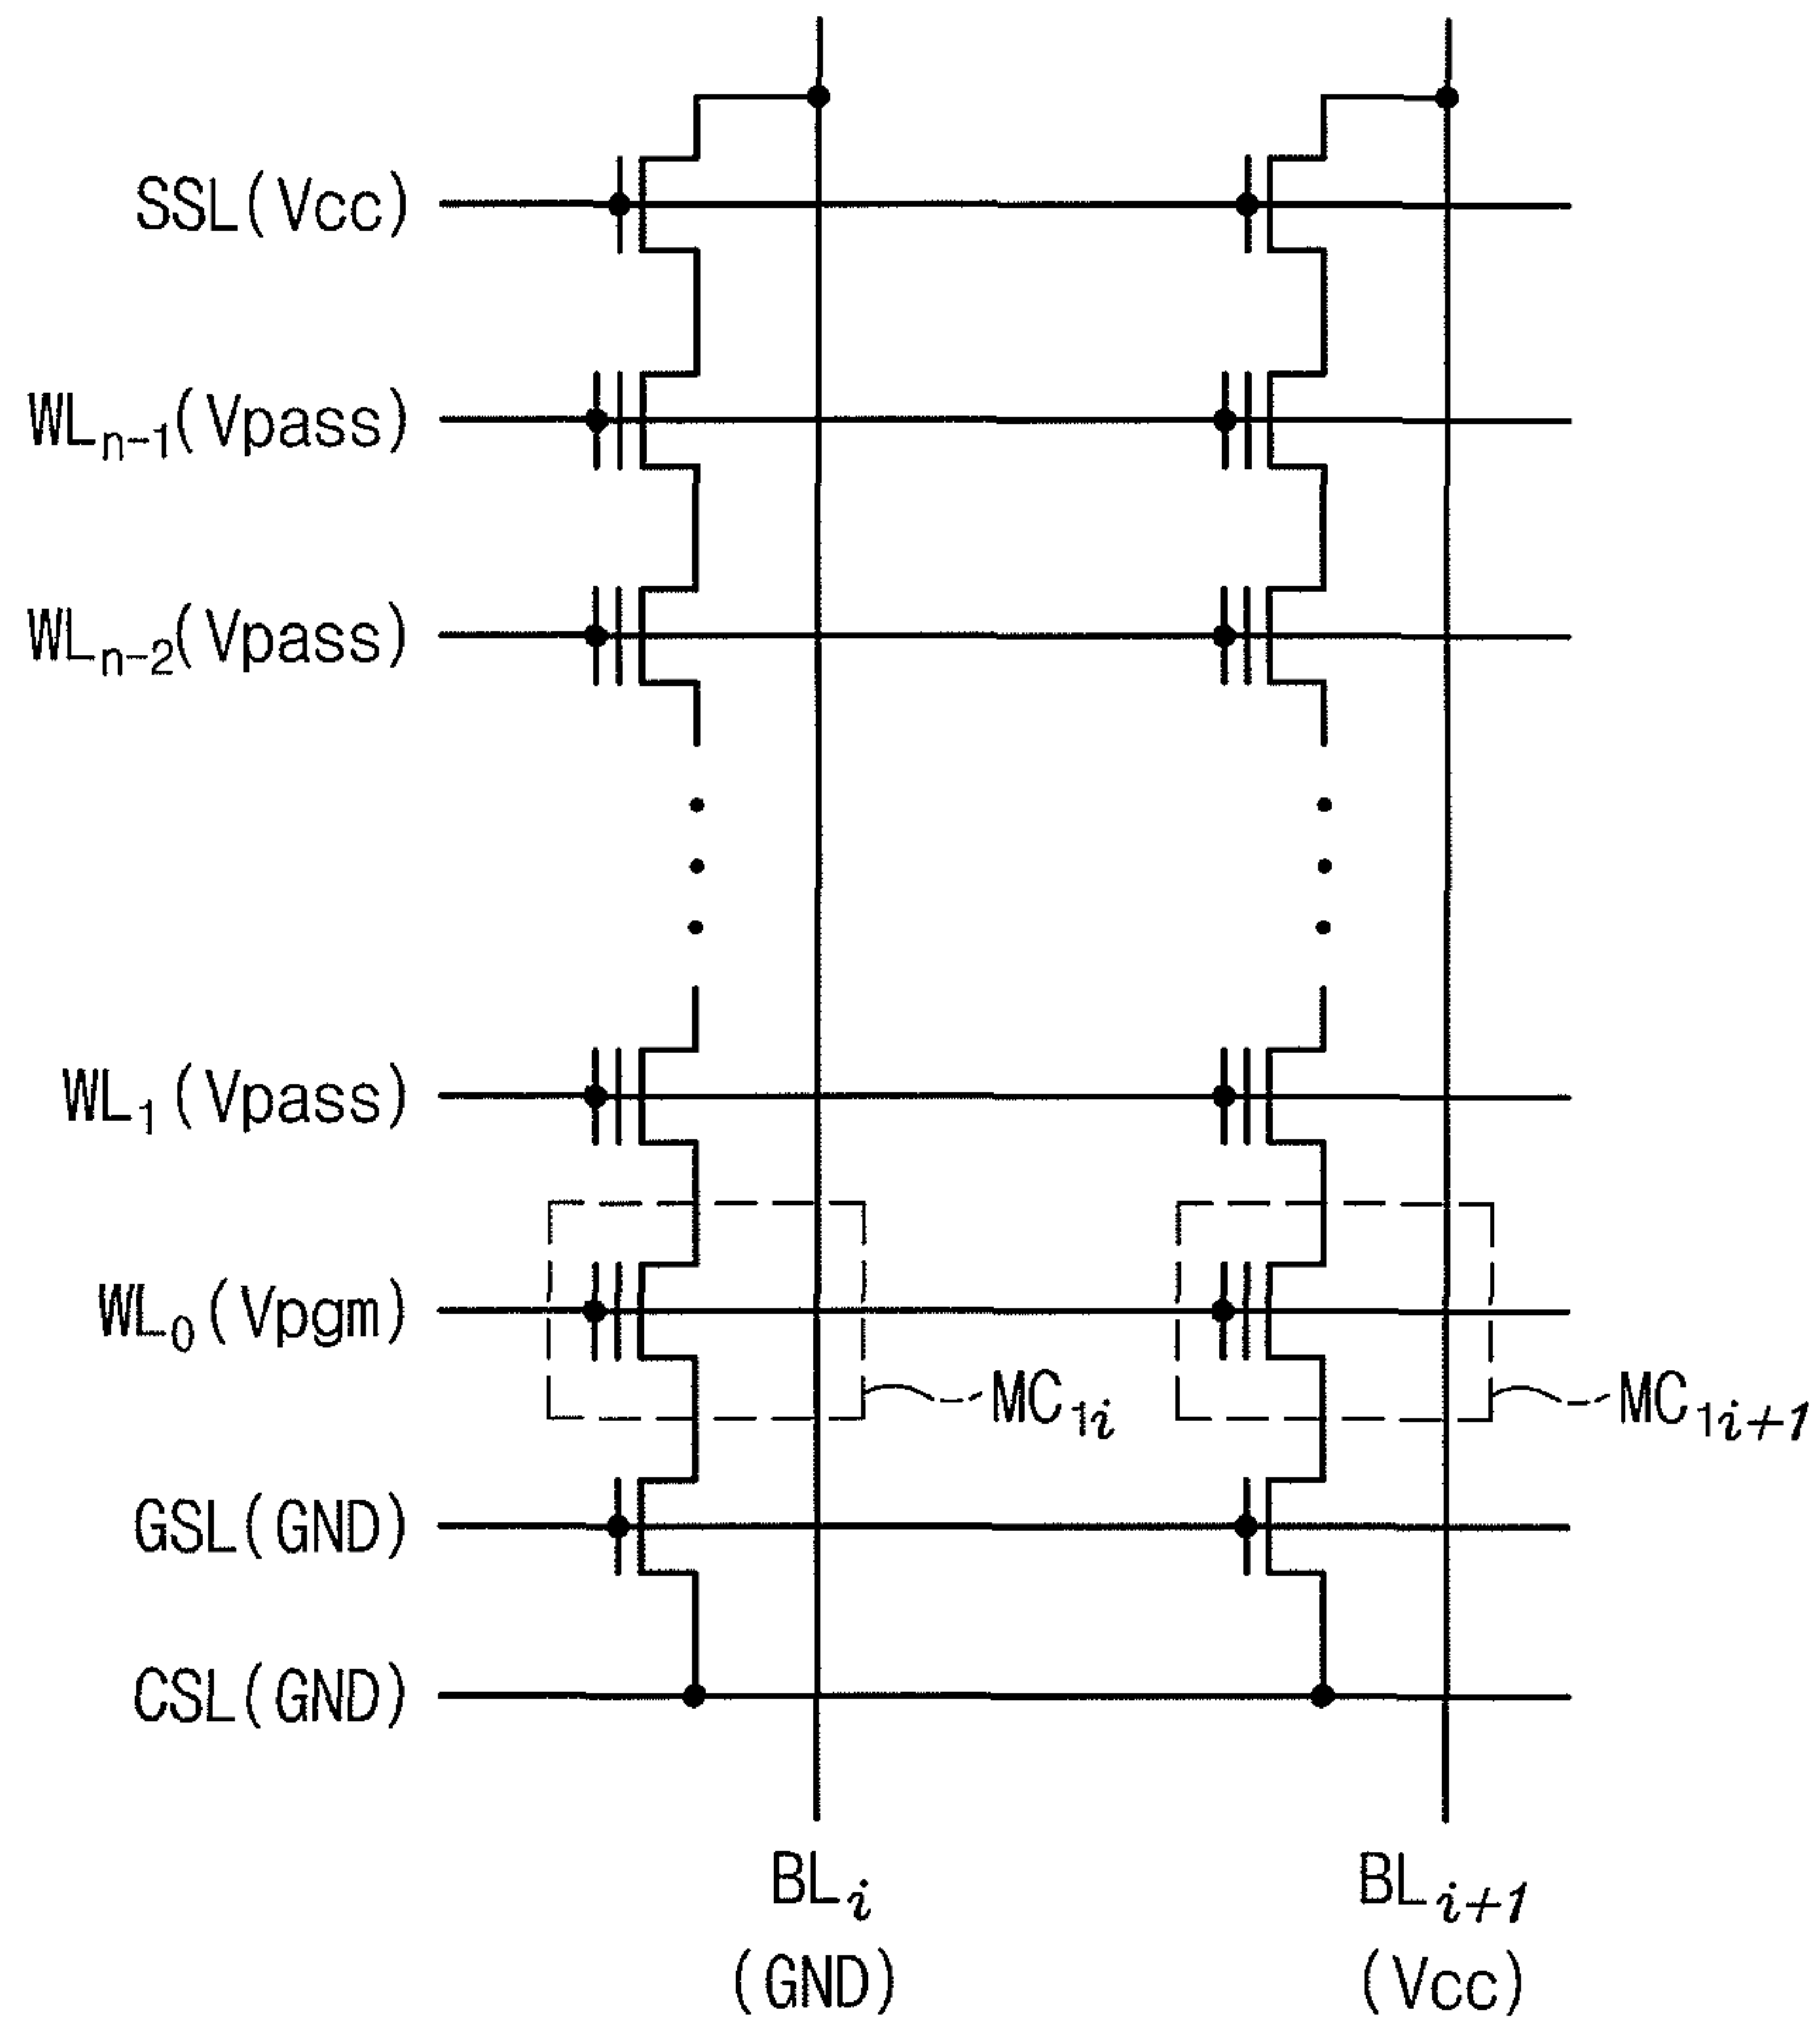 SSL(Vcc)
WLn-1(Vpass)
WLn-2(Vpass)
WL1(Vpass)
WL0(Vpgm)
MC1i
MC1i+1
GSL(GND)
CSL(GND)
BLi
(GND)
BLi+1
(Vcc)